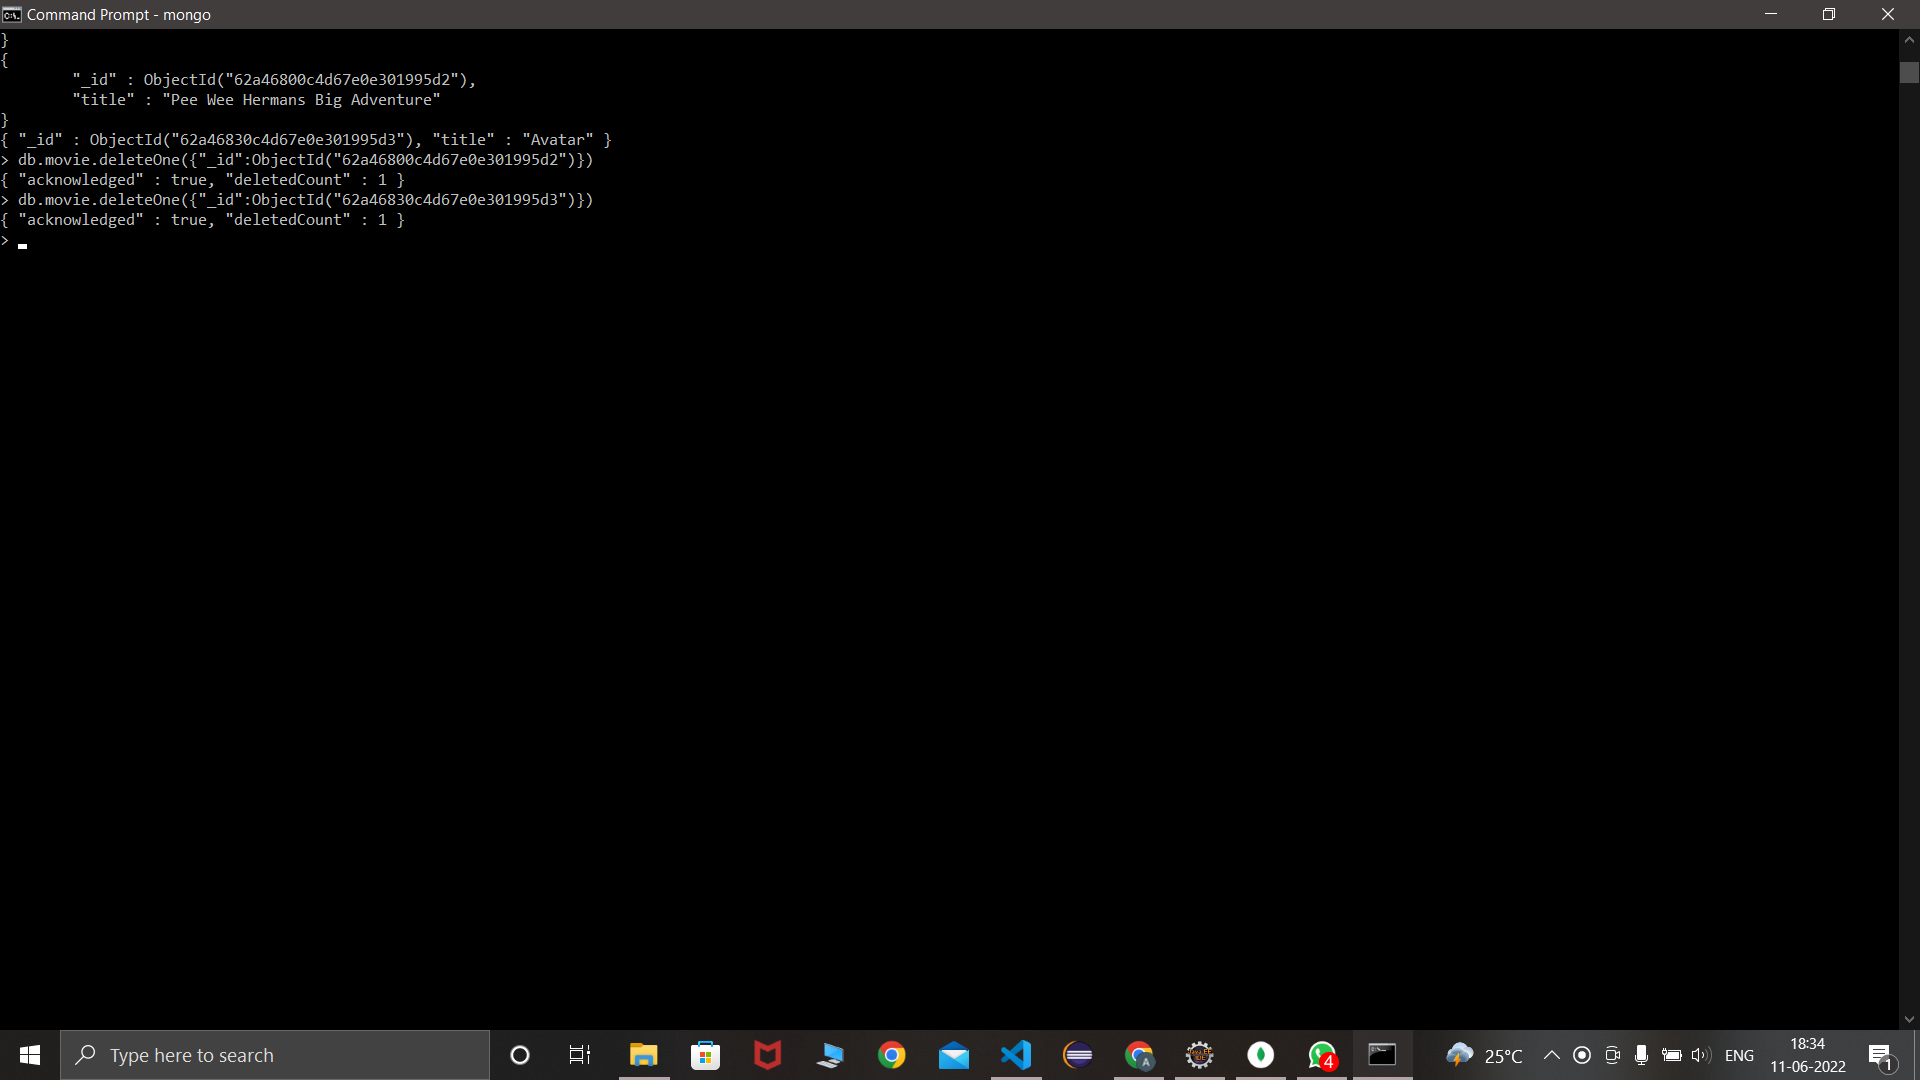 Command Prompt - mongo
}
{
        "_id" : ObjectId("62a46800c4d67e0e301995d2"),
        "title" : "Pee Wee Hermans Big Adventure"
}
{ "_id" : ObjectId("62a46830c4d67e0e301995d3"), "title" : "Avatar" }
> db.movie.deleteOne({"_id":ObjectId("62a46800c4d67e0e301995d2")})
{ "acknowledged" : true, "deletedCount" : 1 }
> db.movie.deleteOne({"_id":ObjectId("62a46830c4d67e0e301995d3")})
{ "acknowledged" : true, "deletedCount" : 1 }
>
Type here to search
A
4
25°C
ENG
18:34
11-06-2022
1